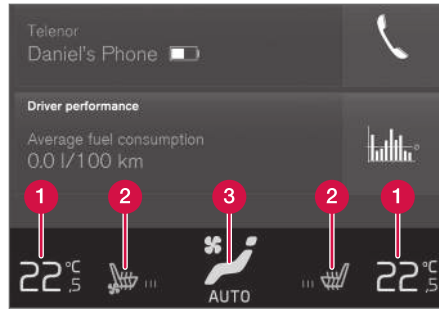 Telenor
Daniel's Phone
Driver performance
Average fuel consumption
0.0 l/100 km
1 2 3 2 1
22 °C ,5 AUTO 22 °C ,5